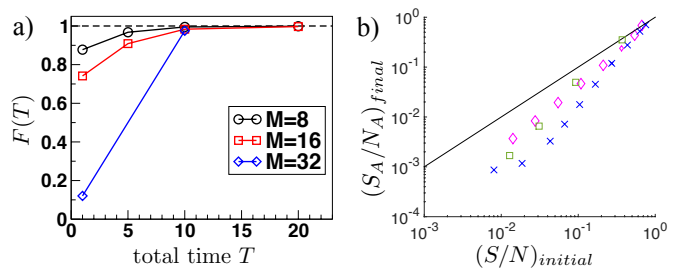 a)
F(T)
1
0.8
0.6
0.4
0.2
0
M=8
M=16
M=32
0 5 10 15 20
total time T
b)
(S_A/N_A)_{final}
10^0
10^{-1}
10^{-2}
10^{-3}
10^{-4}
10^{-3} 10^{-2} 10^{-1} 10^0
(S/N)_{initial}